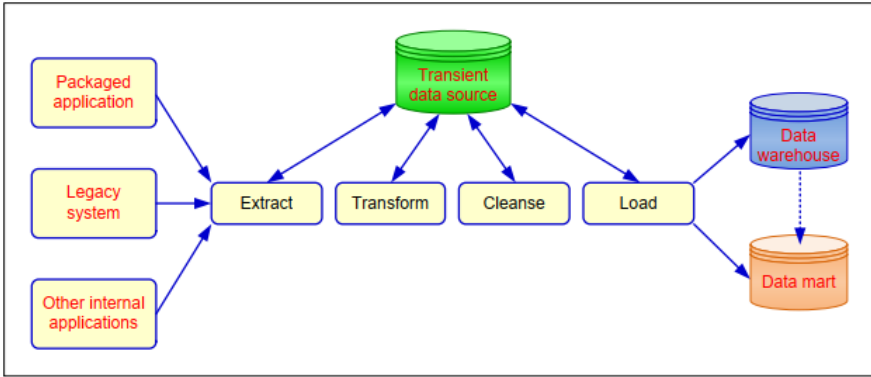 Packaged
application
Legacy
system
Other internal
applications
Transient
data source
Extract
Transform
Cleanse
Load
Data
warehouse
Data mart